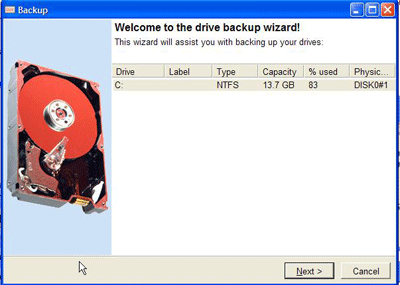 Backup
Welcome to the drive backup wizard!
This wizard will assist you with backing up your drives:
Drive Label Type Capacity % used Physic...
C: NTFS 13.7 GB 83 DISK0#1
Next > Cancel